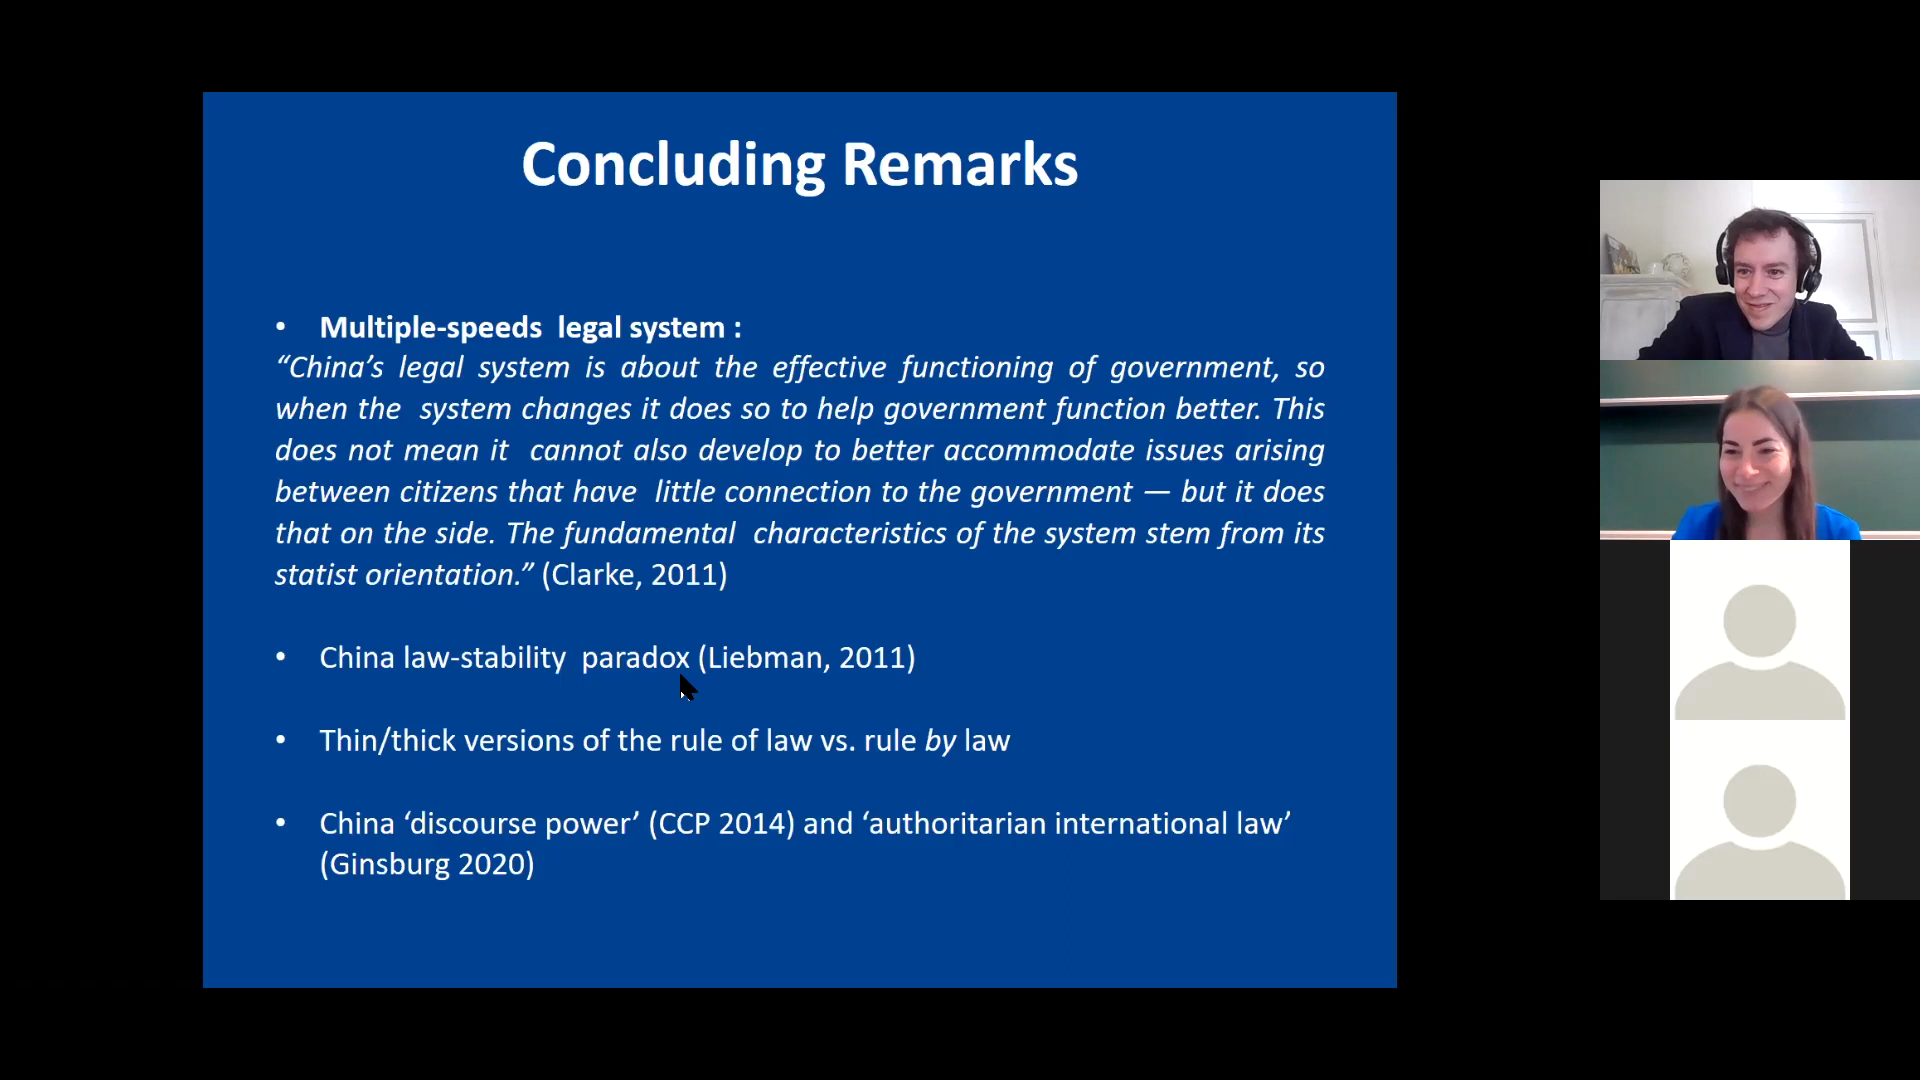 Concluding Remarks
• Multiple-speeds legal system :
“China’s legal system is about the effective functioning of government, so
when the system changes it does so to help government function better. This
does not mean it cannot also develop to better accommodate issues arising
between citizens that have little connection to the government — but it does
that on the side. The fundamental characteristics of the system stem from its
statist orientation.” (Clarke, 2011)
• China law-stability paradox (Liebman, 2011)
• Thin/thick versions of the rule of law vs. rule by law
• China ‘discourse power’ (CCP 2014) and ‘authoritarian international law’
(Ginsburg 2020)